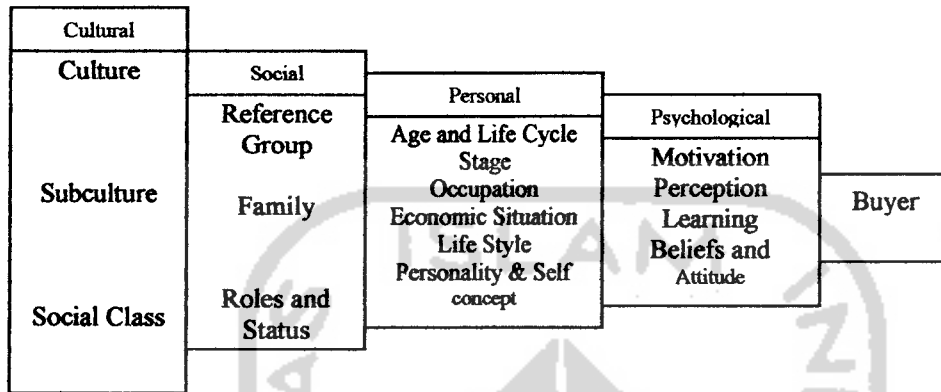 Cultural
Culture
Subculture
Social Class
Social
Reference
Group
Family
Roles and
Status
Personal
Age and Life Cycle
Stage
Occupation
Economic Situation
Life Style
Personality & Self
concept
Psychological
Motivation
Perception
Learning
Beliefs and
Attitude
Buyer
ISLAM